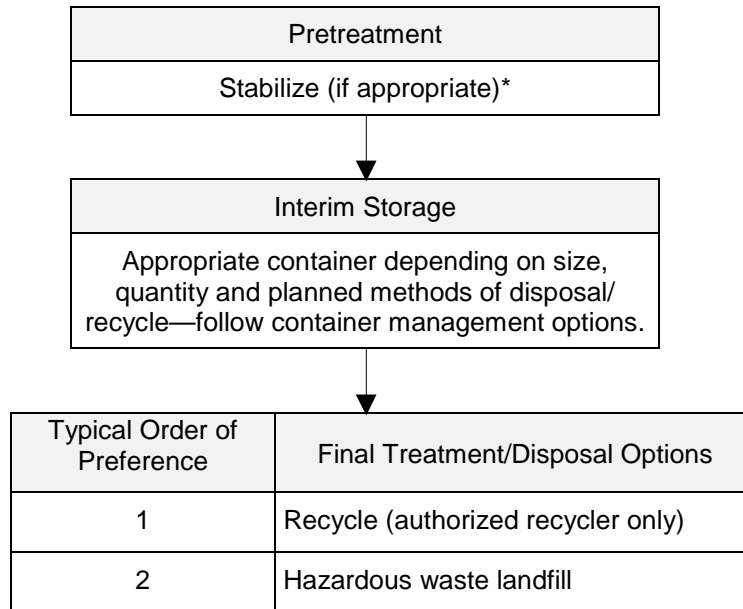 Pretreatment
Stabilize (if appropriate)*
Interim Storage
Appropriate container depending on size,
quantity and planned methods of disposal/
recycle—follow container management options.
Typical Order of
Preference
Final Treatment/Disposal Options
1
Recycle (authorized recycler only)
2
Hazardous waste landfill